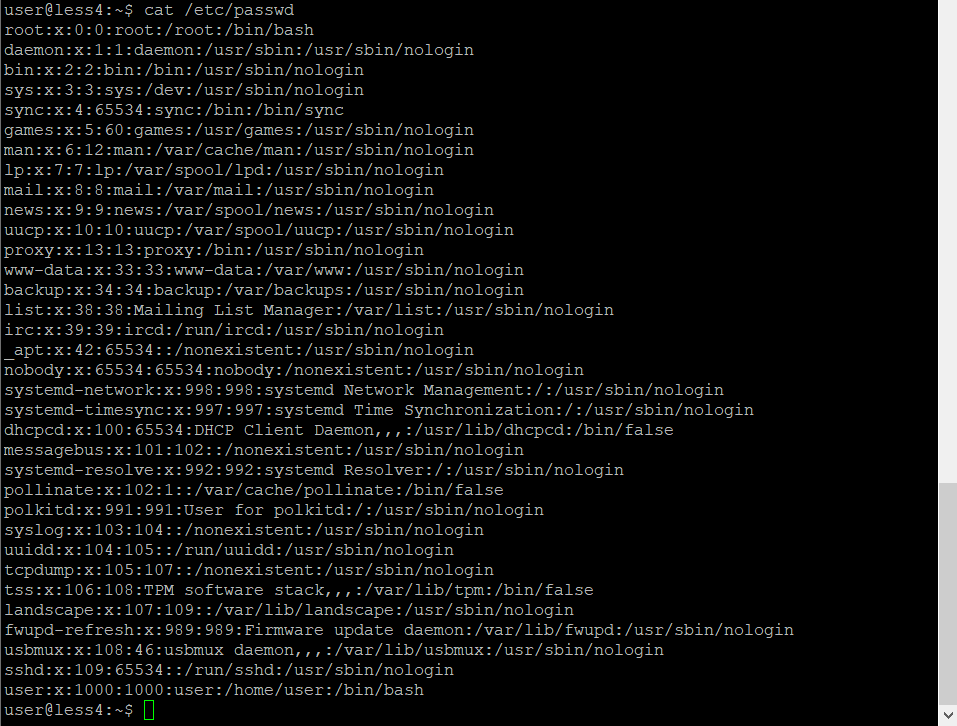 user@less4:~$ cat /etc/passwd
root:x:0:0:root:/root:/bin/bash
daemon:x:1:1:daemon:/usr/sbin:/usr/sbin/nologin
bin:x:2:2:bin:/bin:/usr/sbin/nologin
sys:x:3:3:sys:/dev:/usr/sbin/nologin
sync:x:4:65534:sync:/bin:/bin/sync
games:x:5:60:games:/usr/games:/usr/sbin/nologin
man:x:6:12:man:/var/cache/man:/usr/sbin/nologin
lp:x:7:7:lp:/var/spool/lpd:/usr/sbin/nologin
mail:x:8:8:mail:/var/mail:/usr/sbin/nologin
news:x:9:9:news:/var/spool/news:/usr/sbin/nologin
uucp:x:10:10:uucp:/var/spool/uucp:/usr/sbin/nologin
proxy:x:13:13:proxy:/bin:/usr/sbin/nologin
www-data:x:33:33:www-data:/var/www:/usr/sbin/nologin
backup:x:34:34:backup:/var/backups:/usr/sbin/nologin
list:x:38:38:Mailing List Manager:/var/list:/usr/sbin/nologin
irc:x:39:39:ircd:/run/ircd:/usr/sbin/nologin
_apt:x:42:65534::/nonexistent:/usr/sbin/nologin
nobody:x:65534:65534:nobody:/nonexistent:/usr/sbin/nologin
systemd-network:x:998:998:systemd Network Management:/:/usr/sbin/nologin
systemd-timesync:x:997:997:systemd Time Synchronization:/:/usr/sbin/nologin
dhcpcd:x:100:65534:DHCP Client Daemon,,,:/usr/lib/dhcpcd:/bin/false
messagebus:x:101:102::/nonexistent:/usr/sbin/nologin
systemd-resolve:x:992:992:systemd Resolver:/:/usr/sbin/nologin
pollinate:x:102:1::/var/cache/pollinate:/bin/false
polkitd:x:991:991:User for polkitd:/:/usr/sbin/nologin
syslog:x:103:104::/nonexistent:/usr/sbin/nologin
uuidd:x:104:105::/run/uuidd:/usr/sbin/nologin
tcpdump:x:105:107::/nonexistent:/usr/sbin/nologin
tss:x:106:108:TPM software stack,,,:/var/lib/tpm:/bin/false
landscape:x:107:109::/var/lib/landscape:/usr/sbin/nologin
fwupd-refresh:x:989:989:Firmware update daemon:/var/lib/fwupd:/usr/sbin/nologin
usbmux:x:108:46:usbmux daemon,,,:/var/lib/usbmux:/usr/sbin/nologin
sshd:x:109:65534::/run/sshd:/usr/sbin/nologin
user:x:1000:1000:user:/home/user:/bin/bash
user@less4:~$